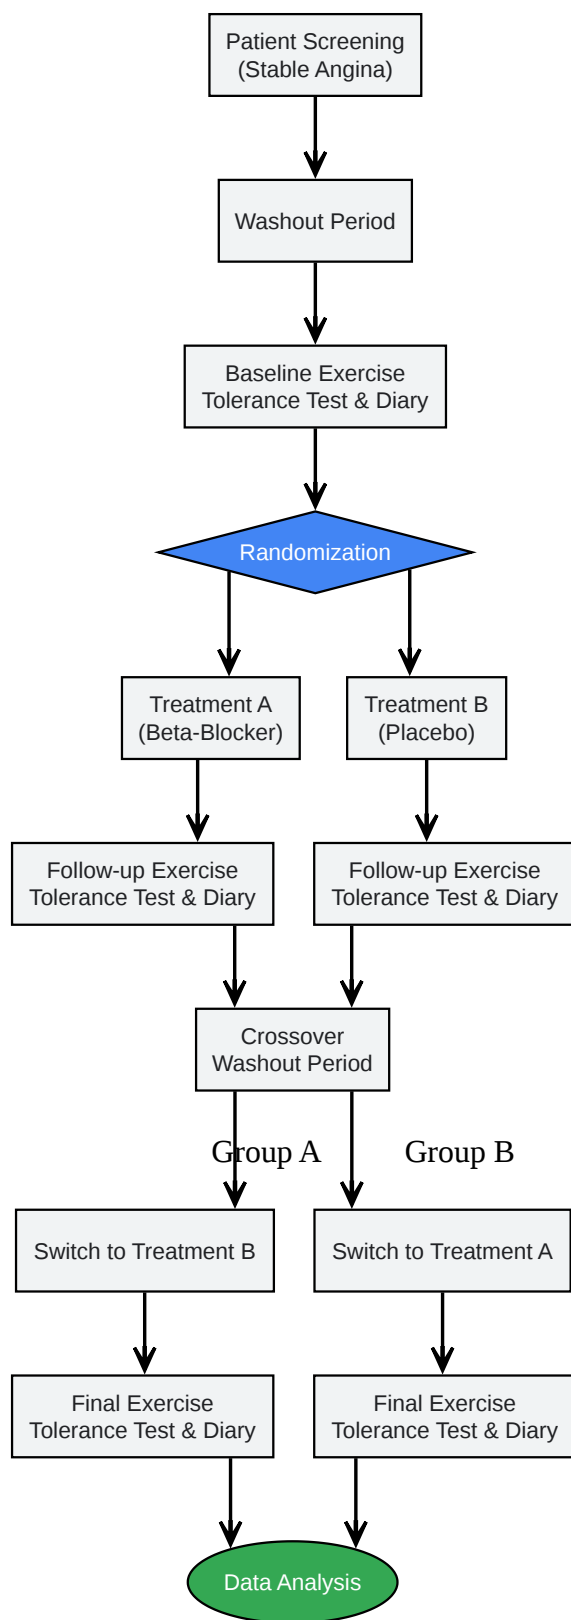 Patient Screening
(Stable Angina)
Washout Period
Baseline Exercise
Tolerance Test & Diary
Randomization
Treatment A
(Beta-Blocker)
Treatment B
(Placebo)
Follow-up Exercise
Tolerance Test & Diary
Follow-up Exercise
Tolerance Test & Diary
Crossover
Washout Period
Group A
Group B
Switch to Treatment B
Switch to Treatment A
Final Exercise
Tolerance Test & Diary
Final Exercise
Tolerance Test & Diary
Data Analysis